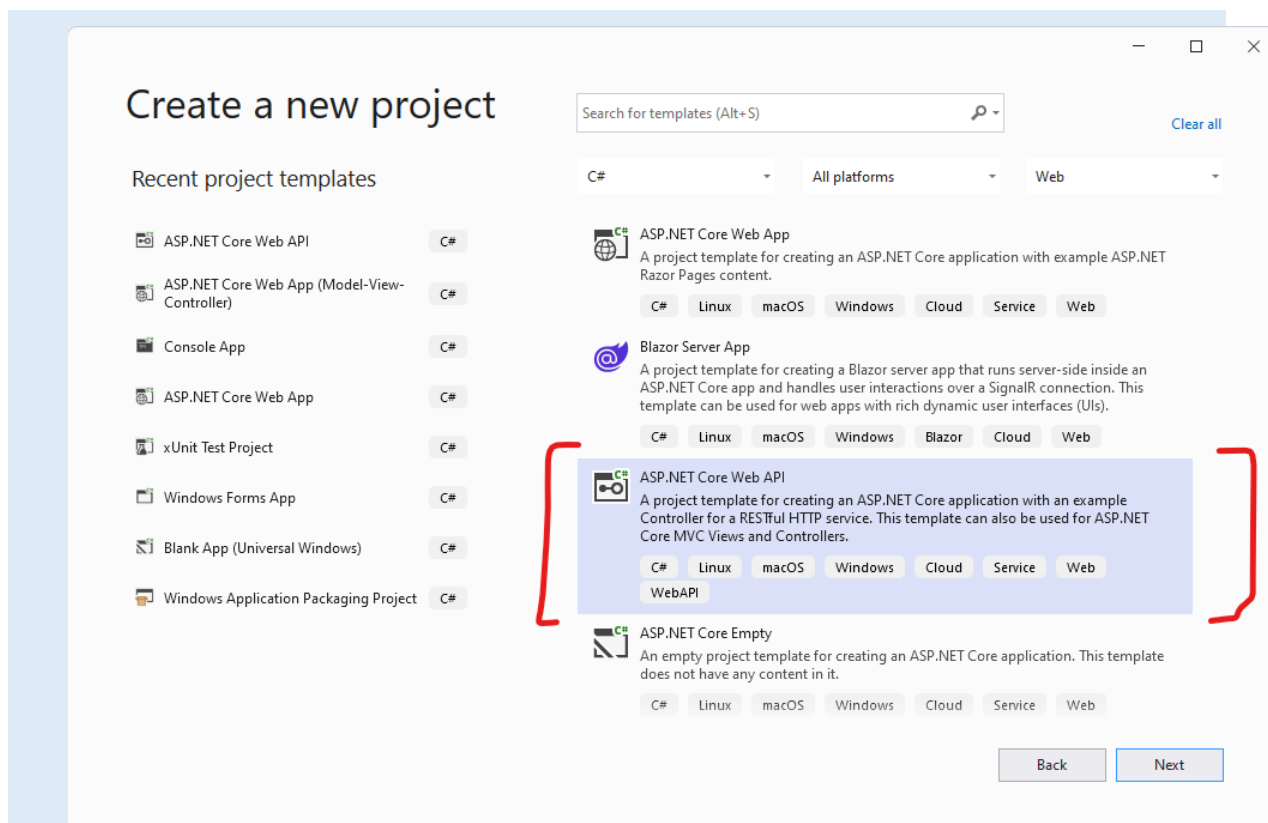 Create a new project
Search for templates (Alt+S)
Clear all
Recent project templates
C#
All platforms
Web
ASP.NET Core Web API
C#
ASP.NET Core Web App (Model-View-
Controller)
C#
Console App
C#
ASP.NET Core Web App
C#
xUnit Test Project
C#
Windows Forms App
C#
Blank App (Universal Windows)
C#
Windows Application Packaging Project
C#
ASP.NET Core Web App
A project template for creating an ASP.NET Core application with example ASP.NET
Razor Pages content.
C# Linux macOS Windows Cloud Service Web
Blazor Server App
A project template for creating a Blazor server app that runs server-side inside an
ASP.NET Core app and handles user interactions over a SignalR connection. This
template can be used for web apps with rich dynamic user interfaces (UIs).
C# Linux macOS Windows Blazor Cloud Web
ASP.NET Core Web API
A project template for creating an ASP.NET Core application with an example
Controller for a RESTful HTTP service. This template can also be used for ASP.NET
Core MVC Views and Controllers.
C# Linux macOS Windows Cloud Service Web
WebAPI
ASP.NET Core Empty
An empty project template for creating an ASP.NET Core application. This template
does not have any content in it.
C# Linux macOS Windows Cloud Service Web
Back
Next